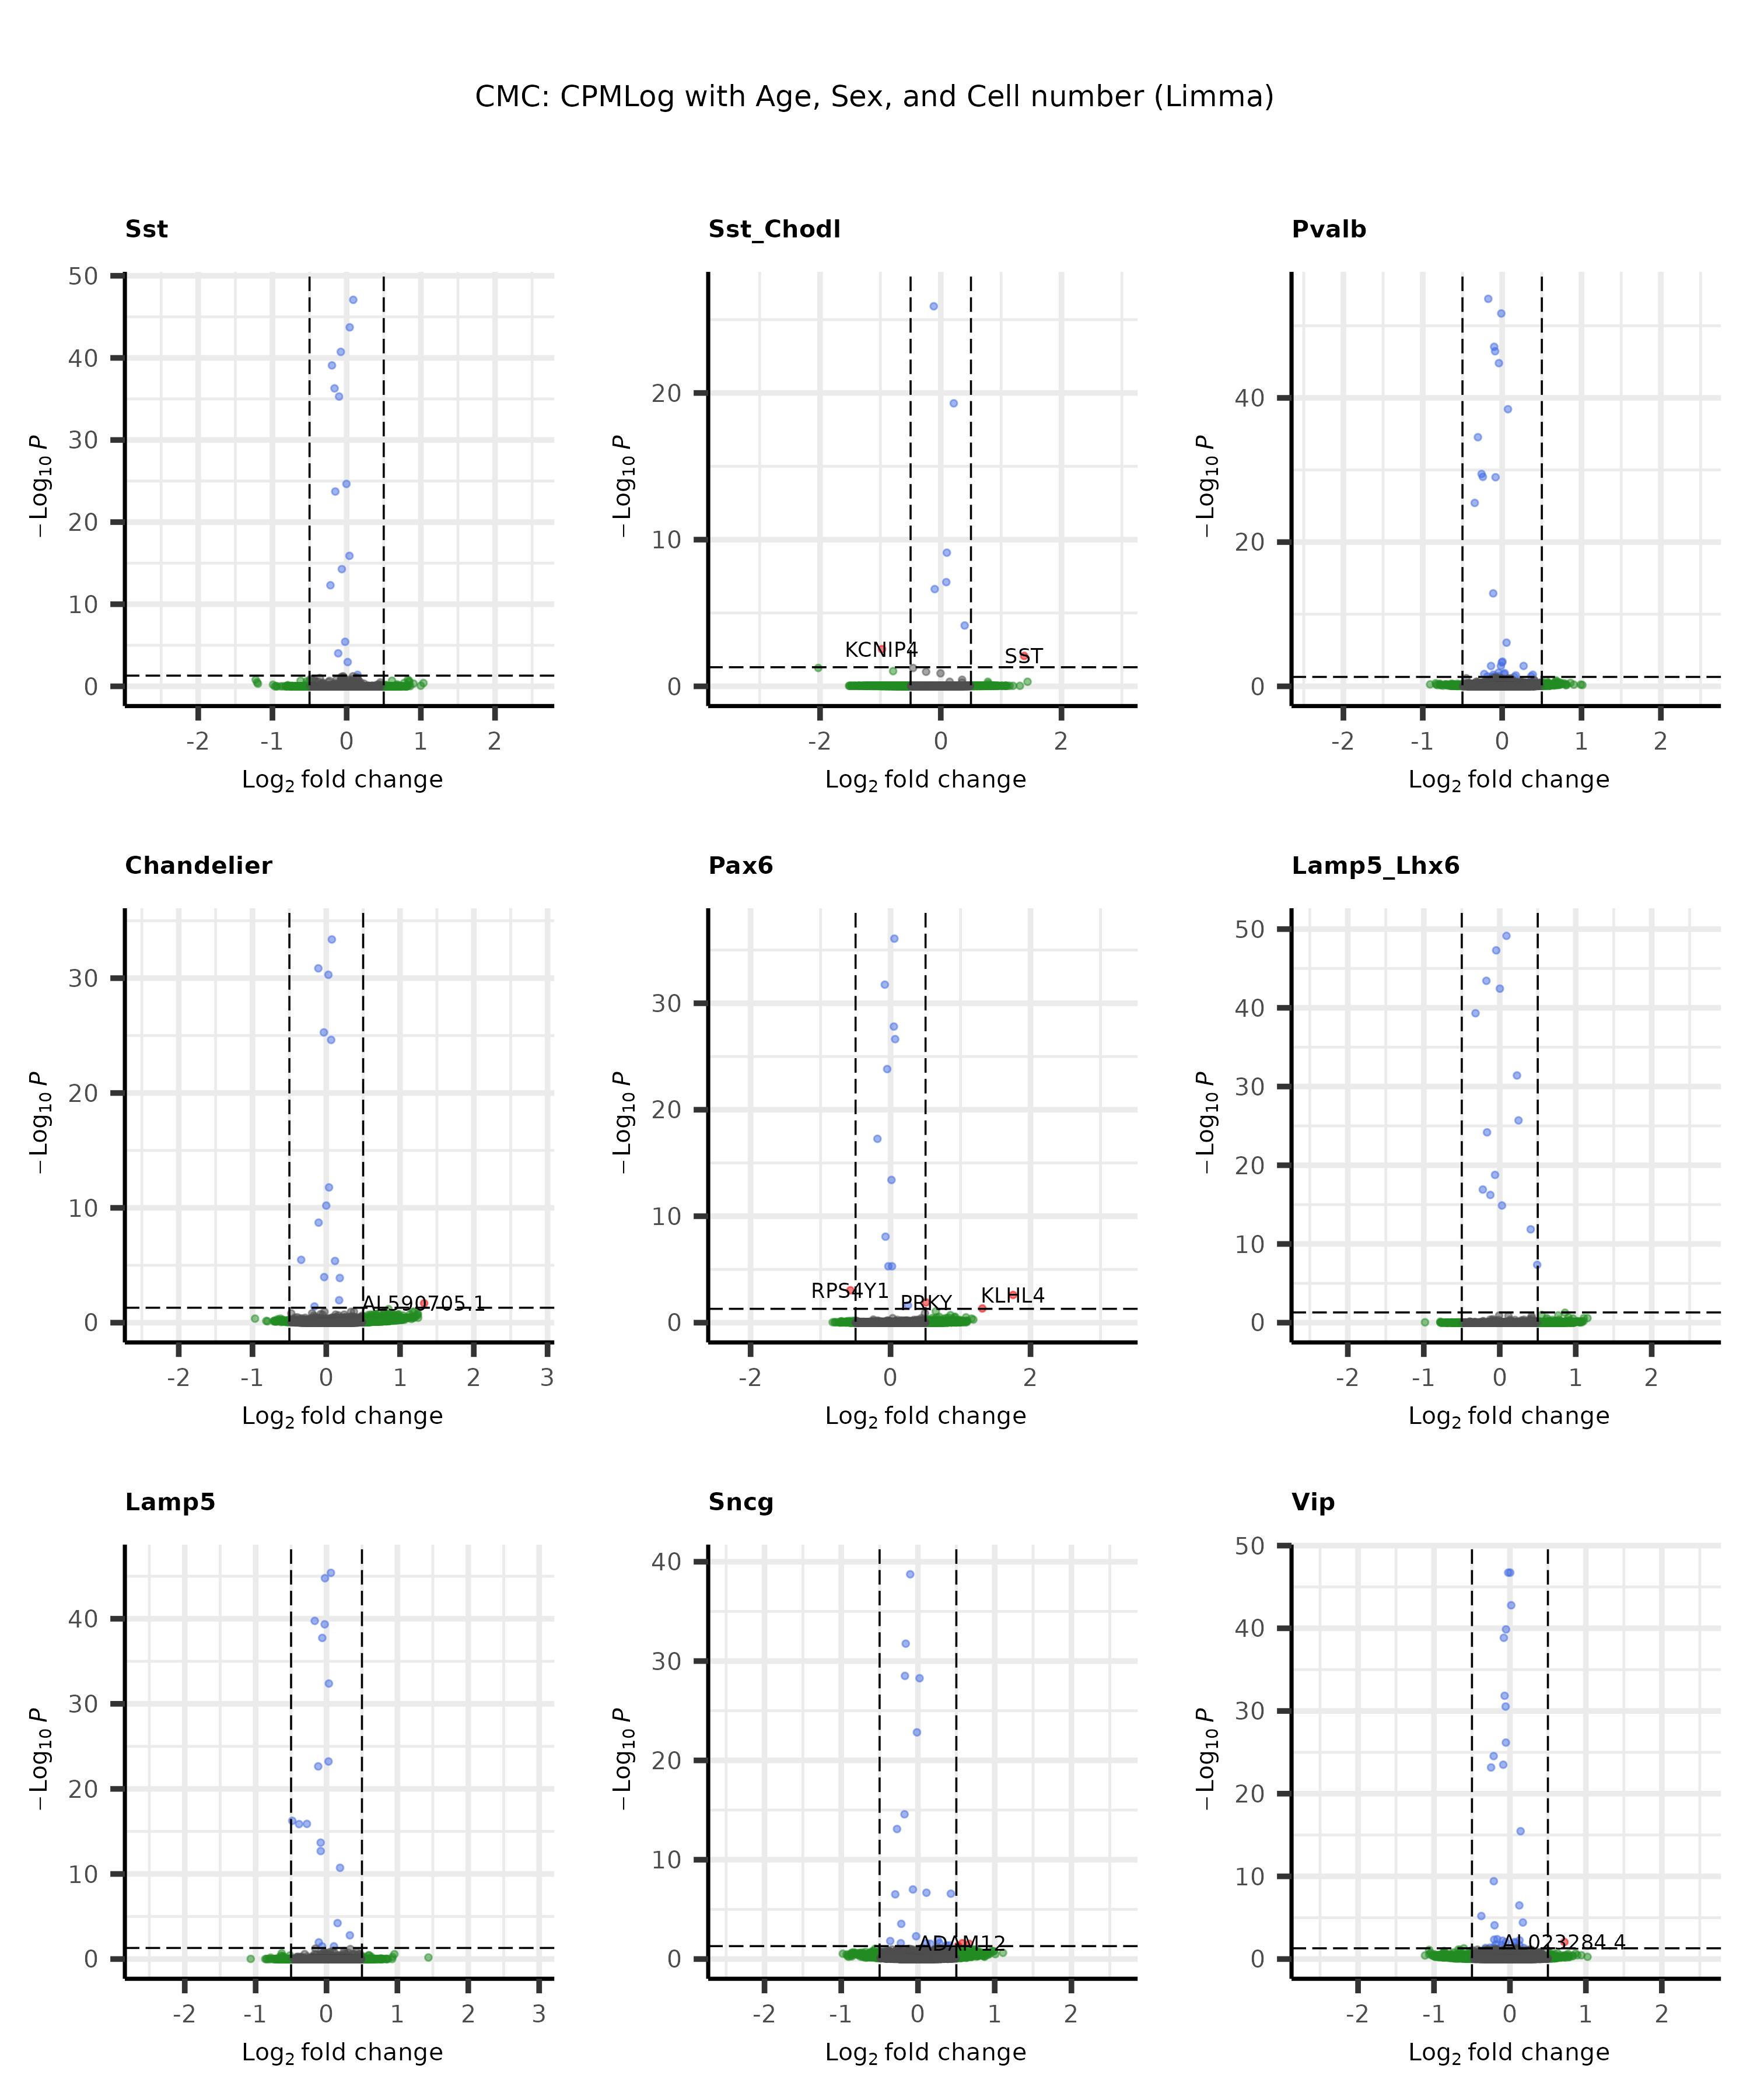 CMC: CPMLog with Age, Sex, and Cell number (Limma)
Sst
Sst_Chodl
Pvalb
50
40
30
20
10
0
−Log10 P
-2 -1 0 1 2
Log2 fold change
20
10
0
−Log10 P
KCNIP4
SST
-2 0 2
Log2 fold change
40
20
0
−Log10 P
-2 -1 0 1 2
Log2 fold change
Chandelier
Pax6
Lamp5_Lhx6
30
20
10
0
−Log10 P
AL590705.1
-2 -1 0 1 2 3
Log2 fold change
30
20
10
0
−Log10 P
RPS4Y1
PRKY
KLHL4
-2 0 2
Log2 fold change
50
40
30
20
10
0
−Log10 P
-2 -1 0 1 2
Log2 fold change
Lamp5
Sncg
Vip
40
30
20
10
0
−Log10 P
-2 -1 0 1 2 3
Log2 fold change
40
30
20
10
0
−Log10 P
ADAM12
-2 -1 0 1 2
Log2 fold change
50
40
30
20
10
0
−Log10 P
AL023284.4
-2 -1 0 1 2
Log2 fold change